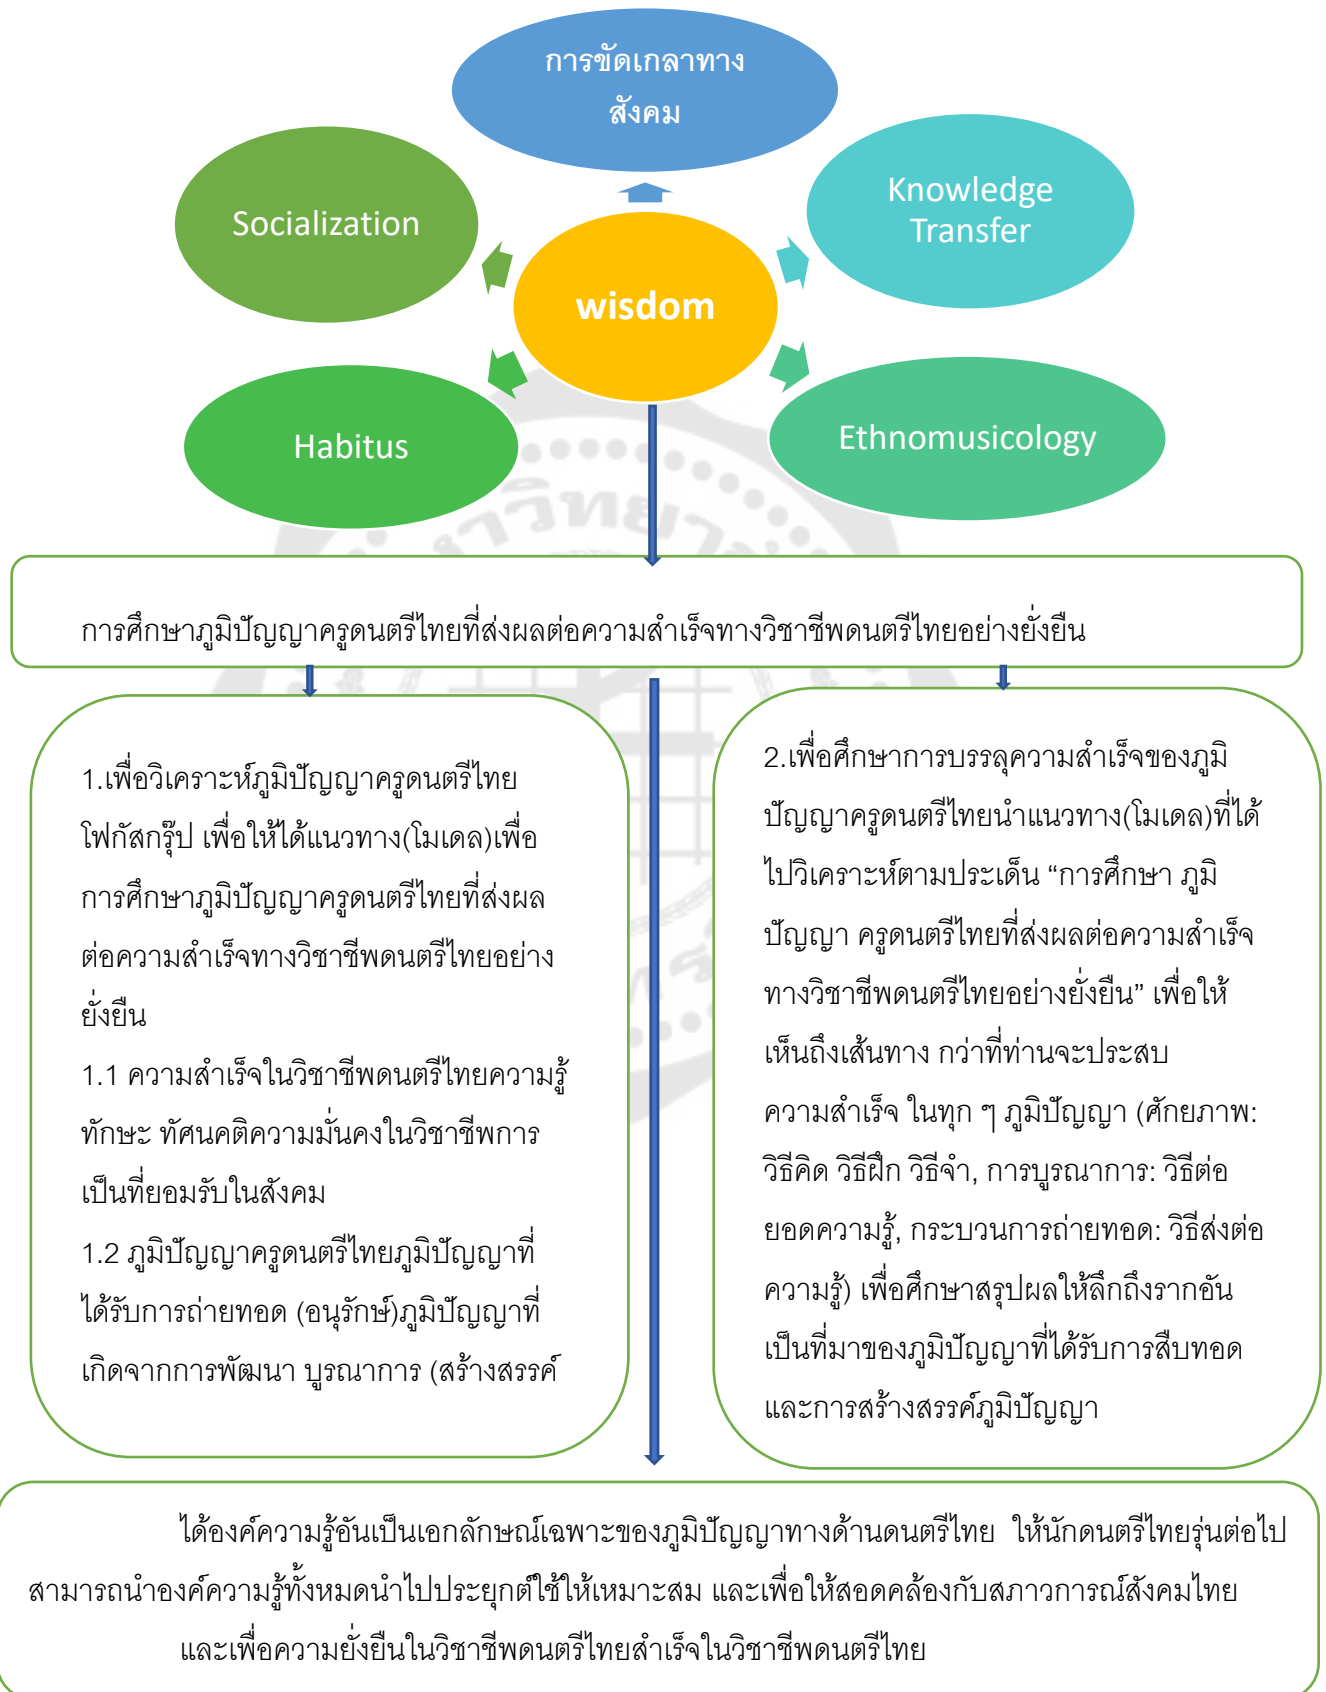 การขัดเกลาทาง
สังคม
Socialization
Knowledge
Transfer
wisdom
Habitus
Ethnomusicology
การศึกษาภูมิปัญญาครูดนตรีไทยที่ส่งผลต่อความสำเร็จทางวิชาชีพดนตรีไทยอย่างยั่งยืน
1.เพื่อวิเคราะห์ภูมิปัญญาครูดนตรีไทย
โฟกัสกรุ๊ป เพื่อให้ได้แนวทาง(โมเดล)เพื่อ
การศึกษาภูมิปัญญาครูดนตรีไทยที่ส่งผล
ต่อความสำเร็จทางวิชาชีพดนตรีไทยอย่าง
ยั่งยืน
1.1 ความสำเร็จในวิชาชีพดนตรีไทยความรู้
ทักษะ ทัศนคติความมั่นคงในวิชาชีพการ
เป็นที่ยอมรับในสังคม
1.2 ภูมิปัญญาครูดนตรีไทยภูมิปัญญาที่
ได้รับการถ่ายทอด (อนุรักษ์)ภูมิปัญญาที่
เกิดจากการพัฒนา บูรณาการ (สร้างสรรค์
2.เพื่อศึกษาการบรรลุความสำเร็จของภูมิ
ปัญญาครูดนตรีไทยนำแนวทาง(โมเดล)ที่ได้
ไปวิเคราะห์ตามประเด็น “การศึกษา ภูมิ
ปัญญา ครูดนตรีไทยที่ส่งผลต่อความสำเร็จ
ทางวิชาชีพดนตรีไทยอย่างยั่งยืน” เพื่อให้
เห็นถึงเส้นทาง กว่าที่ท่านจะประสบ
ความสำเร็จ ในทุก ๆ ภูมิปัญญา (ศักยภาพ:
วิธีคิด วิธีฝึก วิธีจำ, การบูรณาการ: วิธีต่อ
ยอดความรู้, กระบวนการถ่ายทอด: วิธีส่งต่อ
ความรู้) เพื่อศึกษาสรุปผลให้ลึกถึงรากอัน
เป็นที่มาของภูมิปัญญาที่ได้รับการสืบทอด
และการสร้างสรรค์ภูมิปัญญา
ได้องค์ความรู้อันเป็นเอกลักษณ์เฉพาะของภูมิปัญญาทางด้านดนตรีไทย ให้นักดนตรีไทยรุ่นต่อไป
สามารถนำองค์ความรู้ทั้งหมดนำไปประยุกต์ใช้ให้เหมาะสม และเพื่อให้สอดคล้องกับสภาวการณ์สังคมไทย
และเพื่อความยั่งยืนในวิชาชีพดนตรีไทยสำเร็จในวิชาชีพดนตรีไทย